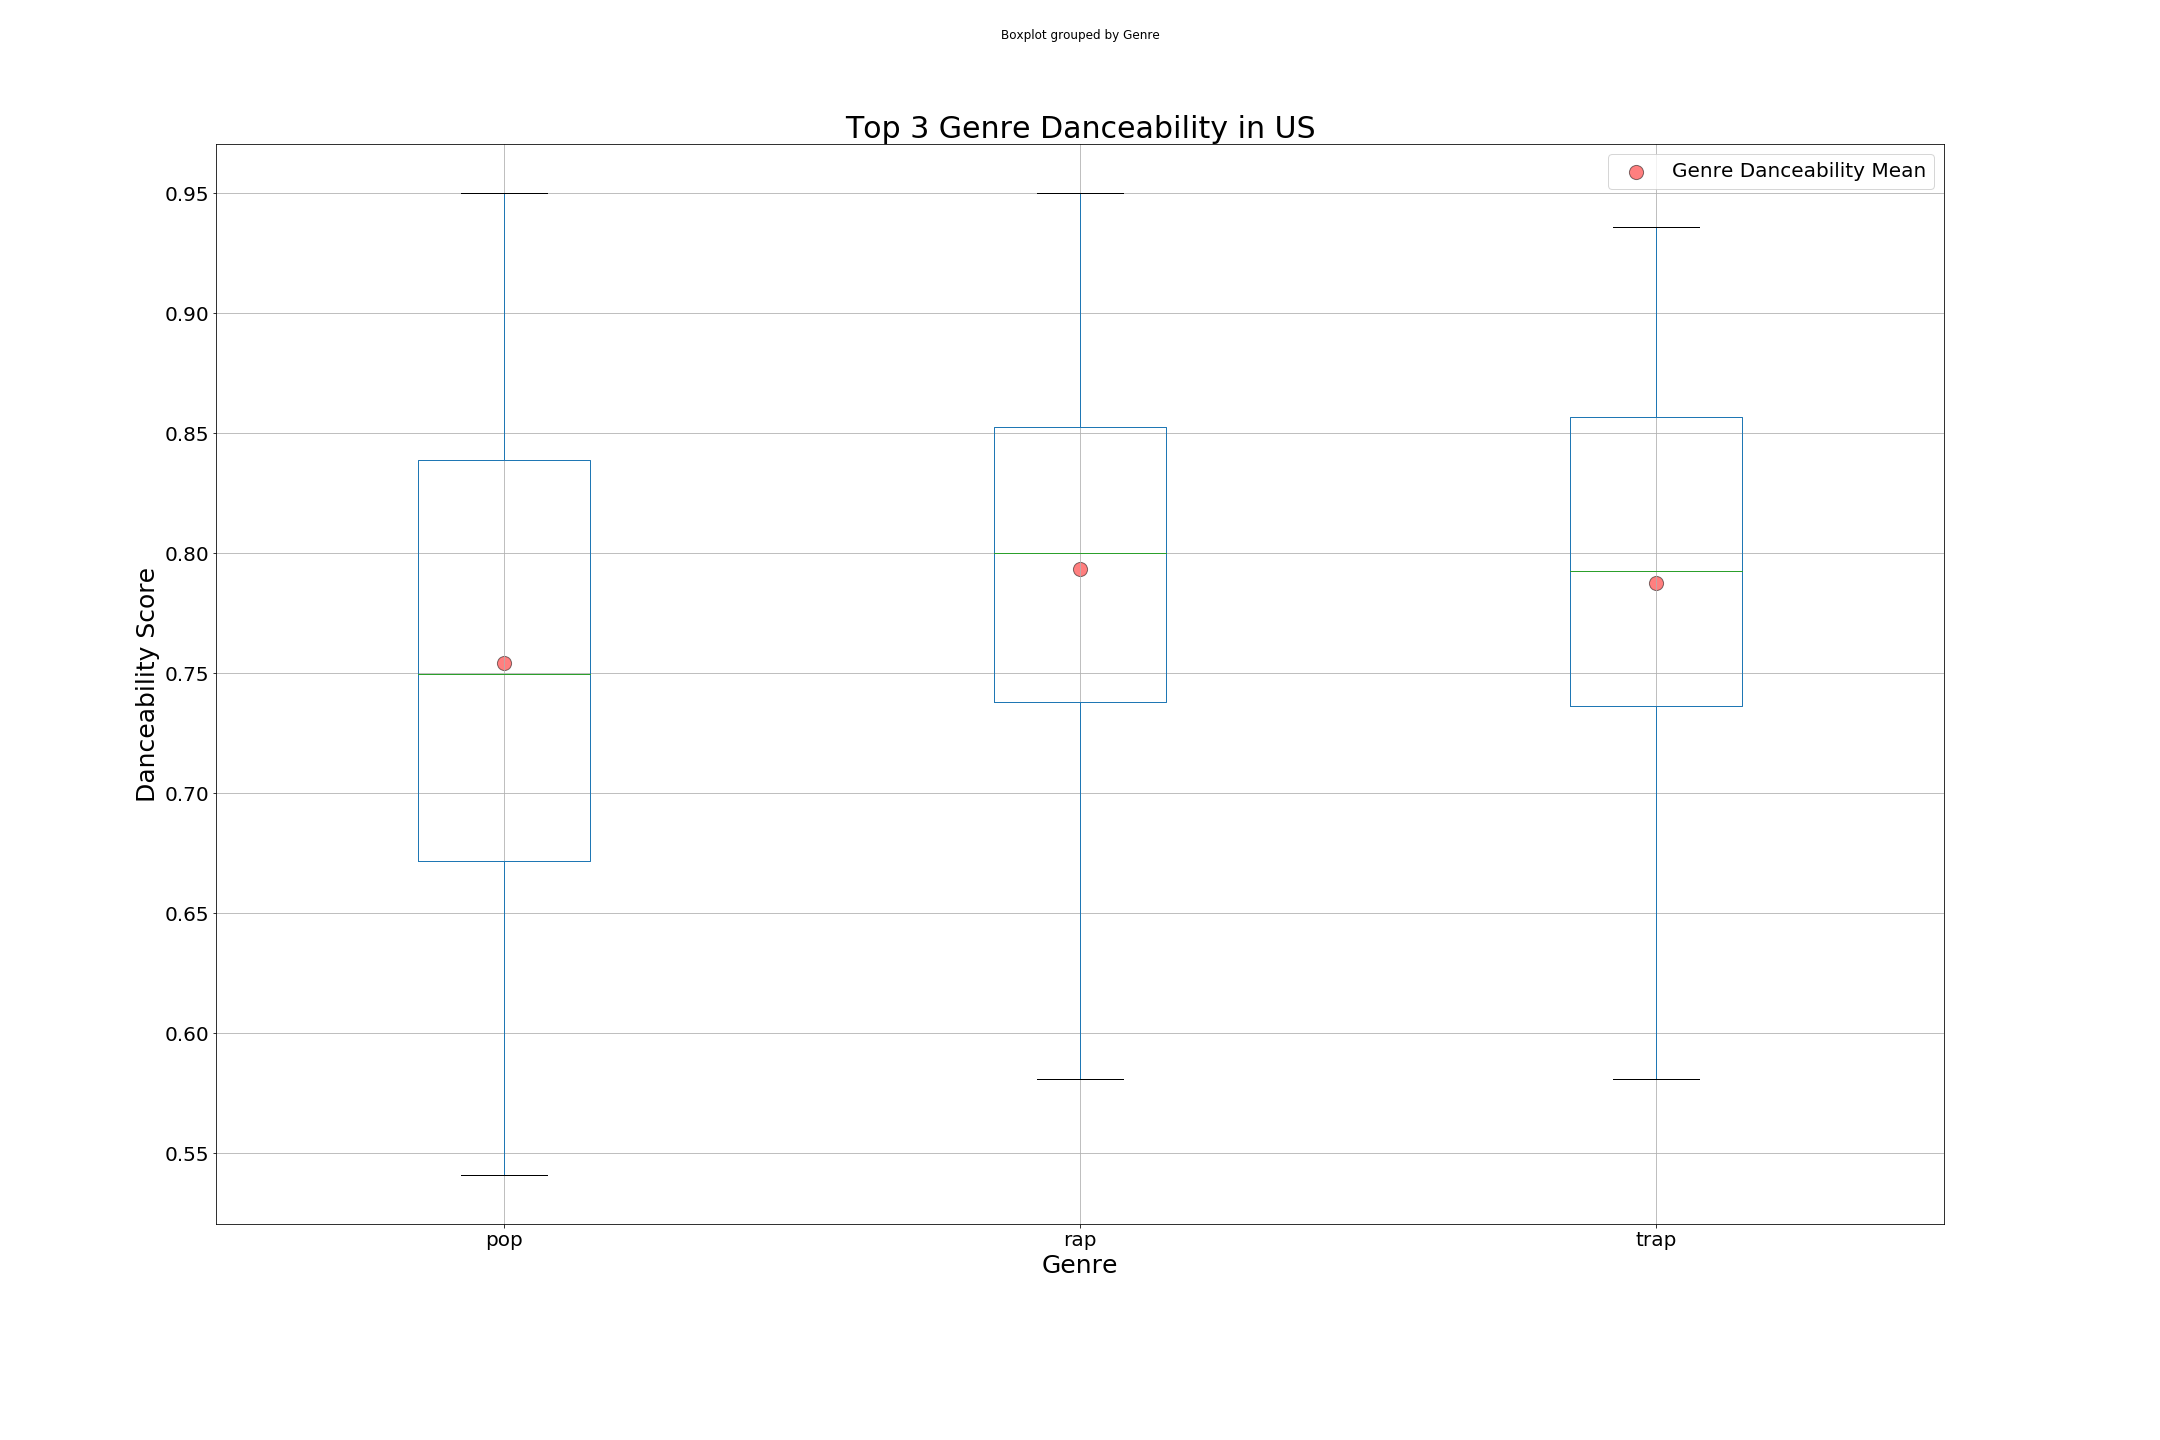 Boxplot grouped by Genre
Top 3 Genre Danceability in US
Genre Danceability Mean
0.95
0.90
0.85
0.80
0.75
0.70
0.65
0.60
0.55
Danceability Score
pop
rap
trap
Genre